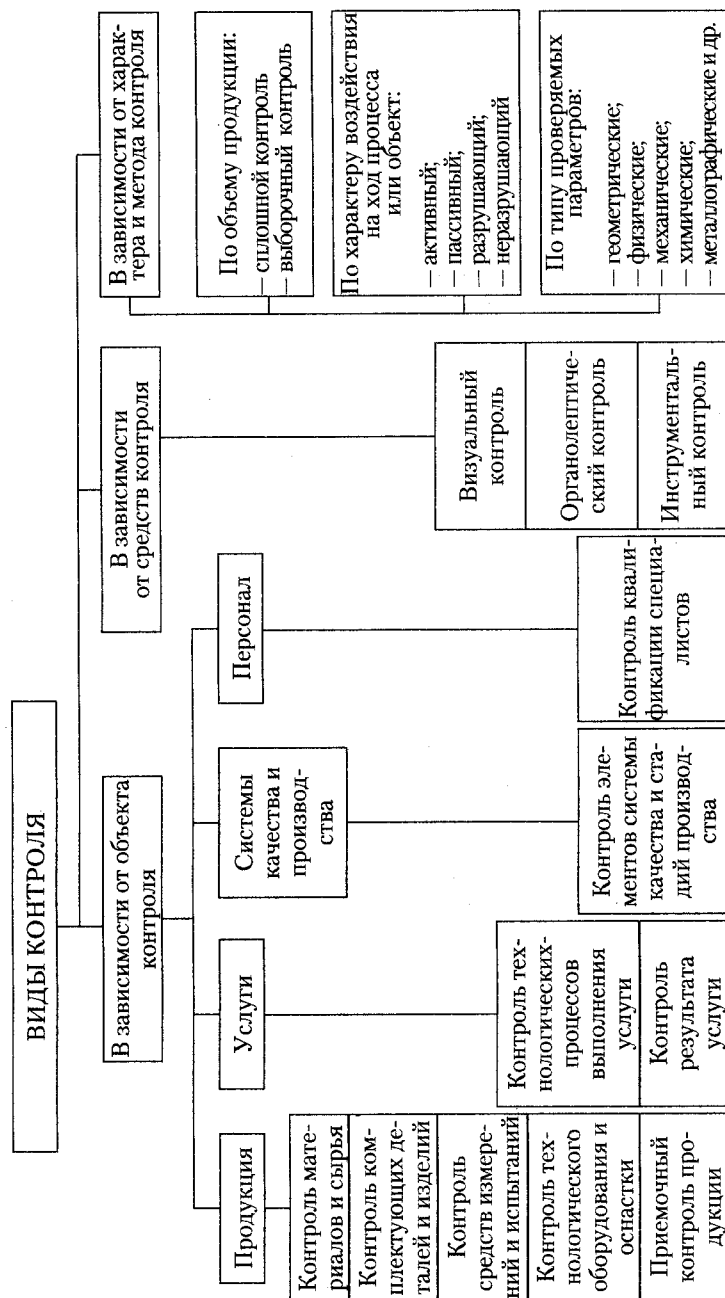 ВИДЫ КОНТРОЛЯ
В зависимости от объекта
контроля
В зависимости
от средств контроля
В зависимости от харак-
тера и метода контроля
Продукция
Услуги
Системы
качества и
производ-
ства
Персонал
Контроль мате-
риалов и сырья
Контроль ком-
плектующих де-
талей и изделий
Контроль
средств измере-
ний и испытаний
Контроль тех-
нологического
оборудования и
оснастки
Приемочный
контроль про-
дукции
Контроль тех-
нологических-
процессов
выполнения
услуги
Контроль
результата
услуги
Контроль эле-
ментов системы
качества и ста-
дий производ-
ства
Контроль квали-
фикации специа-
листов
Визуальный
контроль
Органолептиче-
ский контроль
Инструменталь-
ный контроль
По объему продукции:
— сплошной контроль
— выборочный контроль
По характеру воздействия
на ход процесса
или объект:
— активный;
— пассивный;
— разрушающий;
— неразрушающий
По типу проверяемых
параметров:
— геометрические;
— физические;
— механические;
— химические;
— металлографические и др.